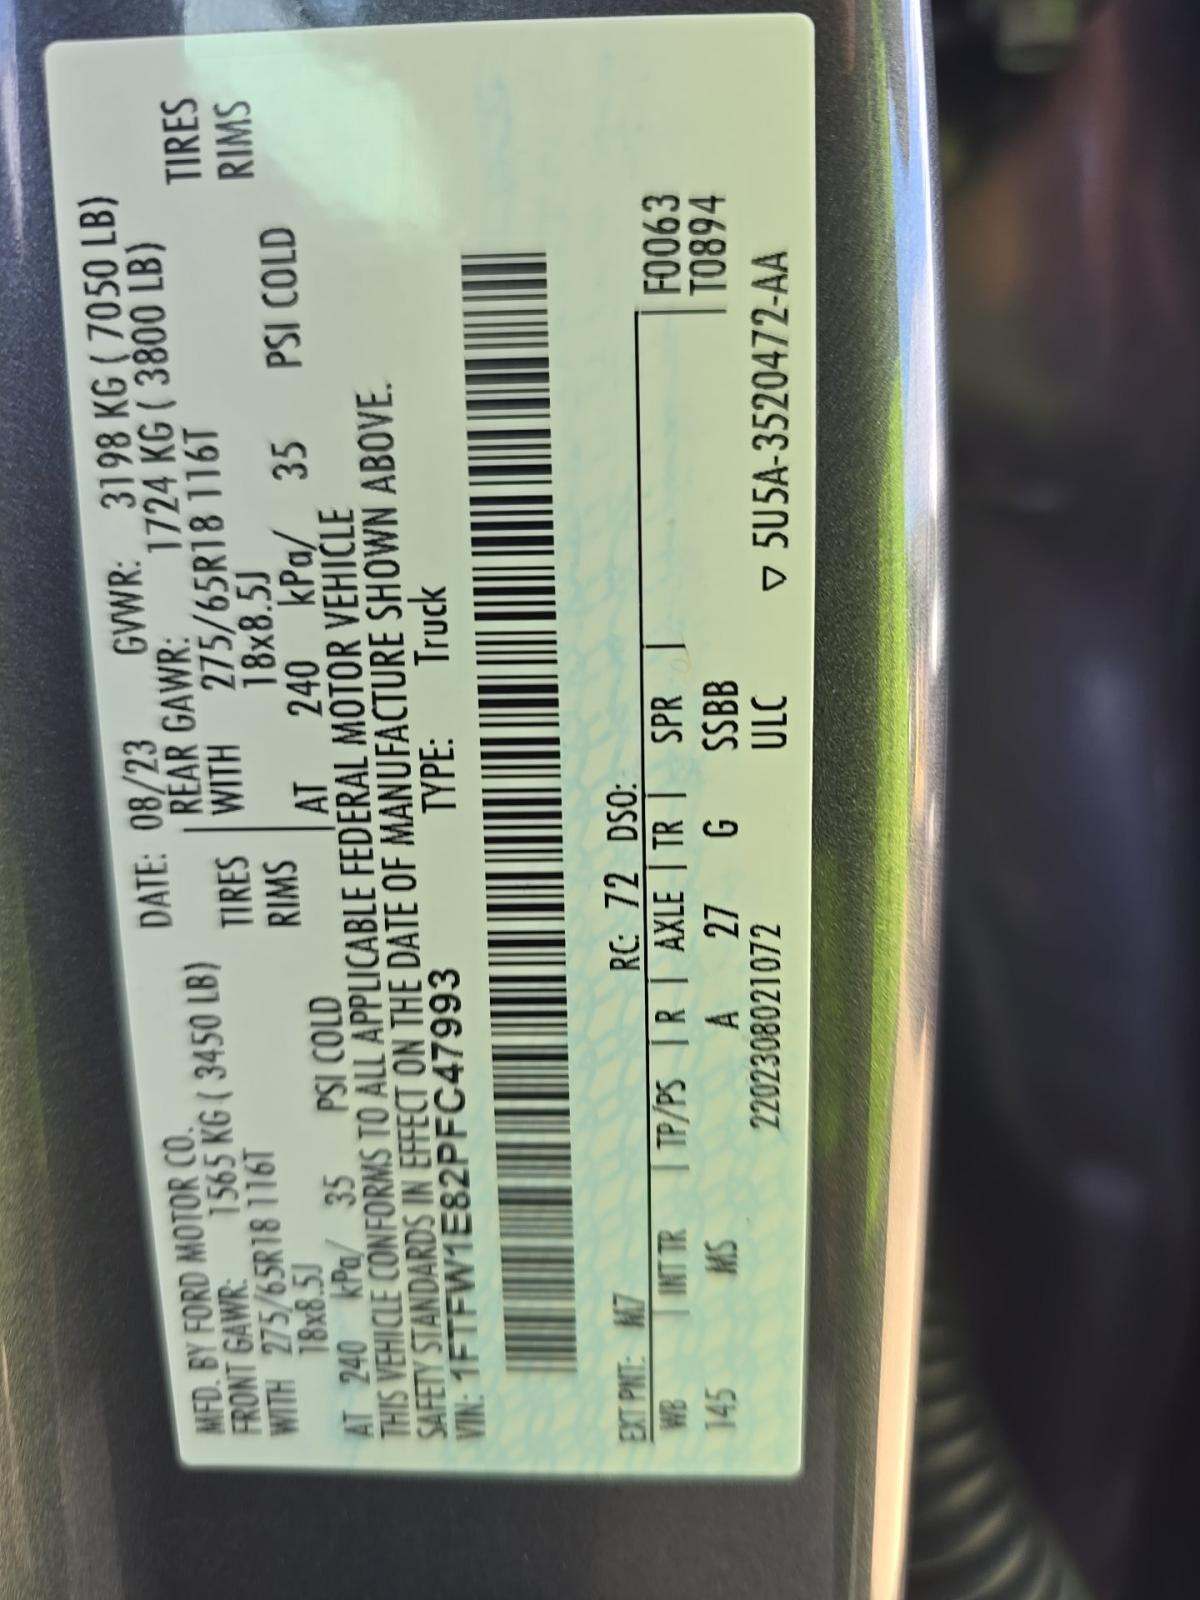 MFD. BY FORD MOTOR CO. DATE: 08/23 GVWR: 3198 KG ( 7050 LB)
FRONT GAWR: 1565 KG ( 3450 LB) REAR GAWR: 1724 KG ( 3800 LB)
WITH 275/65R18 116T TIRES WITH 275/65R18 116T TIRES
18x8.5J RIMS 18x8.5J RIMS
AT 240 kPa/ 35 PSI COLD AT 240 kPa/ 35 PSI COLD
THIS VEHICLE CONFORMS TO ALL APPLICABLE FEDERAL MOTOR VEHICLE
SAFETY STANDARDS IN EFFECT ON THE DATE OF MANUFACTURE SHOWN ABOVE.
VIN: 1FTFW1E82PFC47993 TYPE: Truck
EXT PNT: M7 RC: 72 DSO:
WB | INT TR | TP/PS | R | AXLE | TR | SPR | F0063
145 MS A 27 G SSBB T0894
2202308021072 ULC ▽ 5U5A-3520472-AA